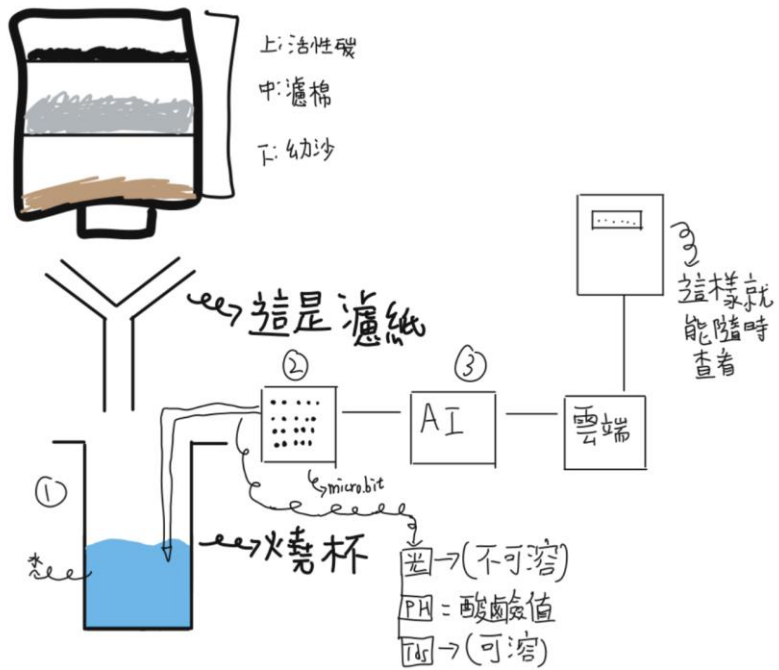 上:活性碳
中:濾棉
下:幼沙
這是濾紙
這樣就
能隨時
查看
②
③
AI
雲端
micro:bit
①
水
燒杯
光→(不可溶)
PH=酸鹼值
Tds→(可溶)